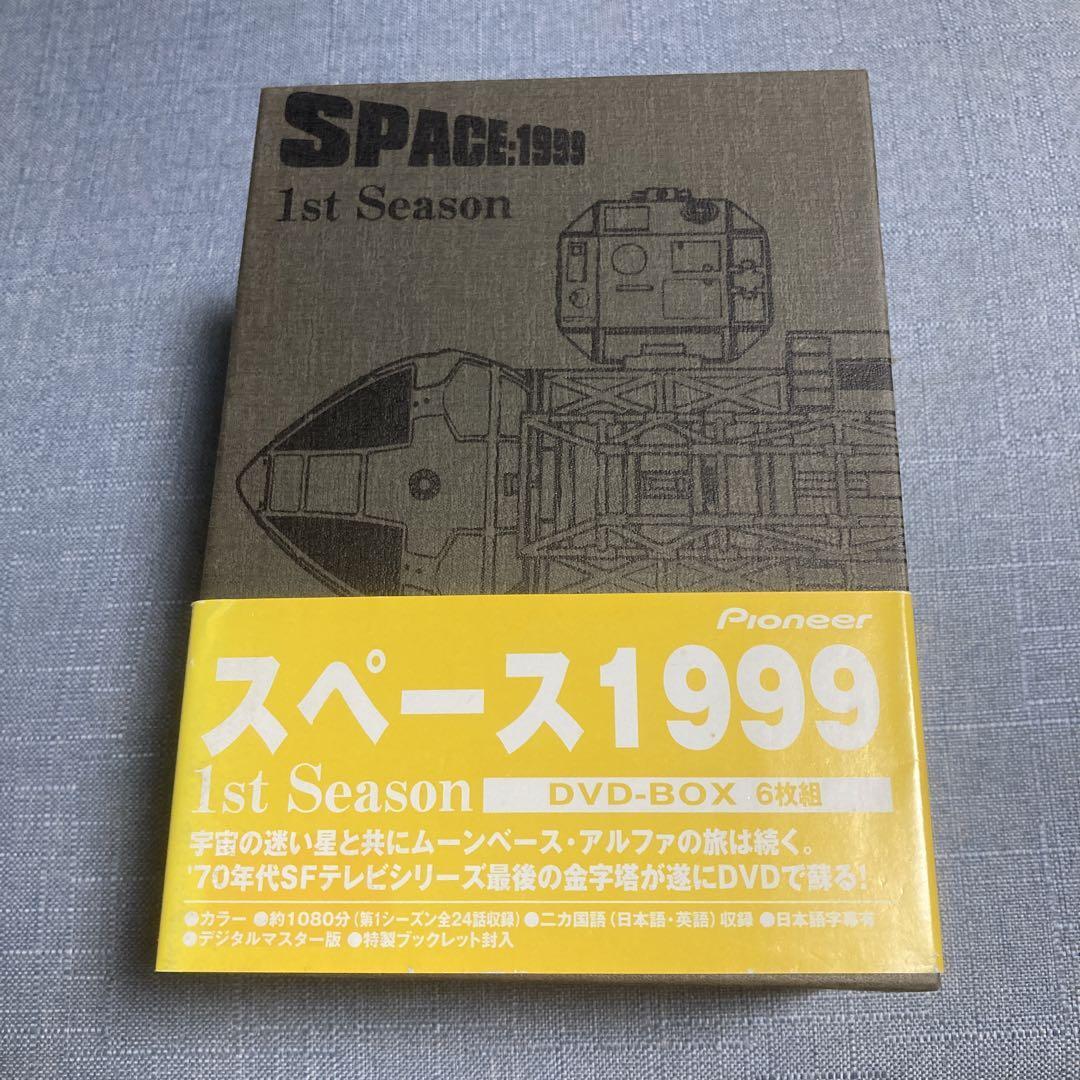 SPACE:1999
1st Season
Pioneer
スペース1999
1st Season DVD-BOX 6枚組
宇宙の迷い星と共にムーンベース・アルファの旅は続く。
'70年代SFテレビシリーズ最後の金字塔が遂にDVDで蘇る!
●カラー ●約1080分(第1シーズン全24話収録) ●二カ国語(日本語・英語)収録 ●日本語字幕有
●デジタルマスター版 ●特製ブックレット封入